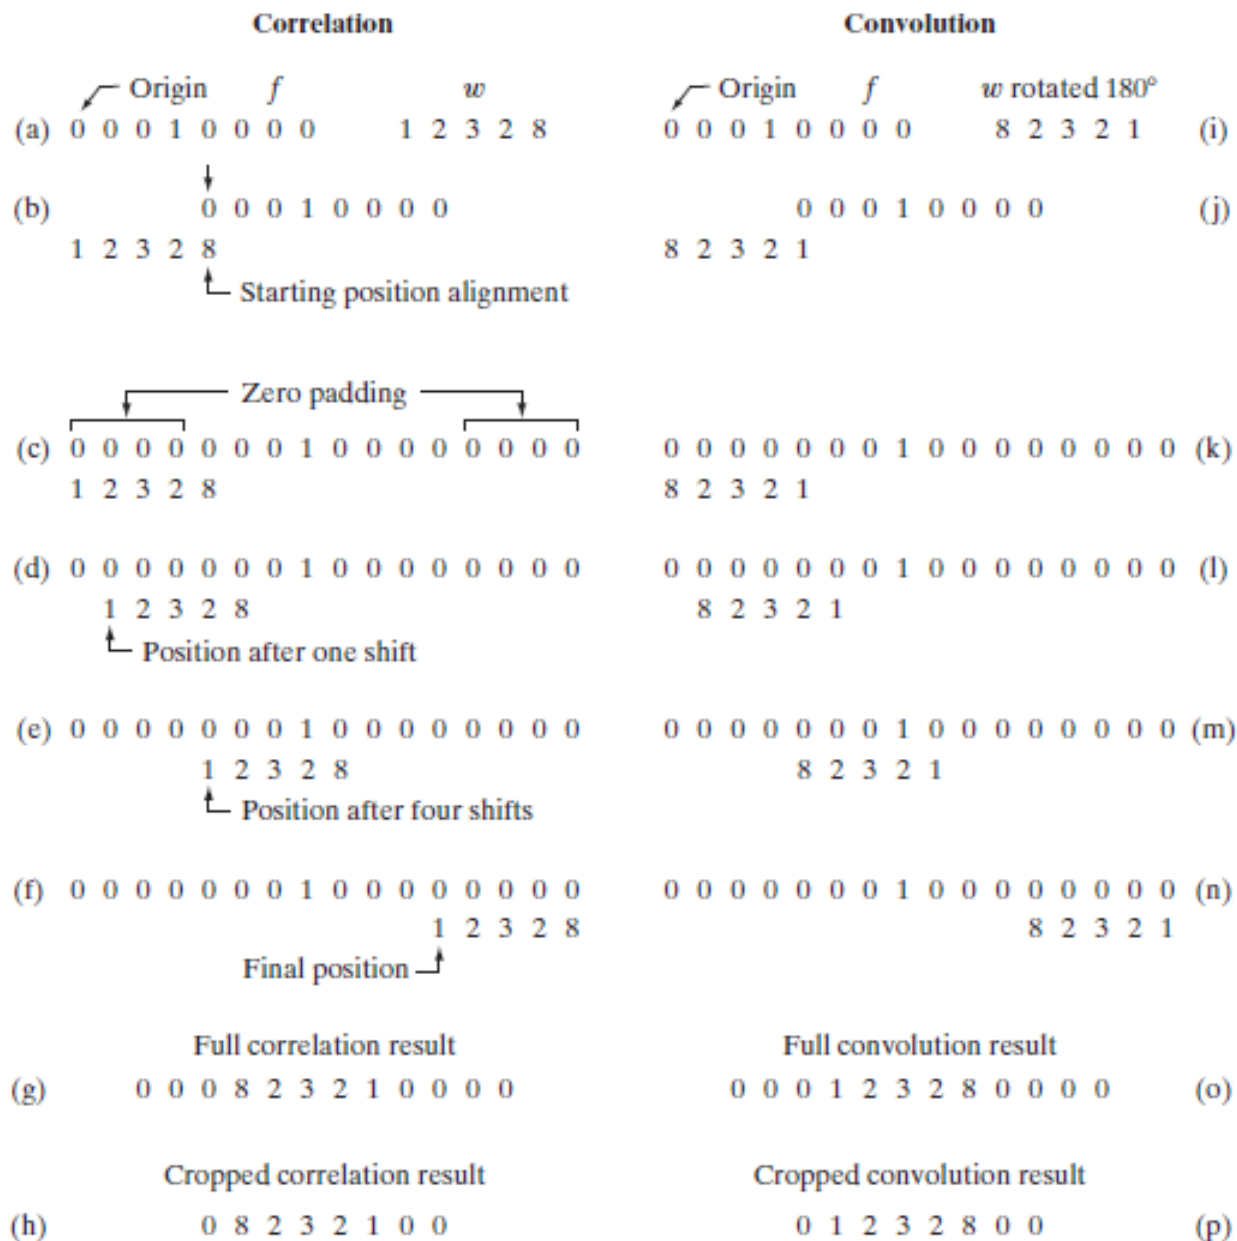 Correlation Convolution
Origin f w Origin f w rotated 180°
(a) 0 0 0 1 0 0 0 0 1 2 3 2 8 0 0 0 1 0 0 0 0 8 2 3 2 1 (i)
(b) 0 0 0 1 0 0 0 0 0 0 0 1 0 0 0 0 (j)
1 2 3 2 8 8 2 3 2 1
Starting position alignment
Zero padding
(c) 0 0 0 0 0 0 0 1 0 0 0 0 0 0 0 0 0 0 0 0 0 0 0 1 0 0 0 0 0 0 0 0 (k)
1 2 3 2 8 8 2 3 2 1
(d) 0 0 0 0 0 0 0 1 0 0 0 0 0 0 0 0 0 0 0 0 0 0 0 1 0 0 0 0 0 0 0 0 (l)
1 2 3 2 8 8 2 3 2 1
Position after one shift
(e) 0 0 0 0 0 0 0 1 0 0 0 0 0 0 0 0 0 0 0 0 0 0 0 1 0 0 0 0 0 0 0 0 (m)
1 2 3 2 8 8 2 3 2 1
Position after four shifts
(f) 0 0 0 0 0 0 0 1 0 0 0 0 0 0 0 0 0 0 0 0 0 0 0 1 0 0 0 0 0 0 0 0 (n)
1 2 3 2 8 8 2 3 2 1
Final position
Full correlation result Full convolution result
(g) 0 0 0 8 2 3 2 1 0 0 0 0 0 0 0 1 2 3 2 8 0 0 0 0 (o)
Cropped correlation result Cropped convolution result
(h) 0 8 2 3 2 1 0 0 0 1 2 3 2 8 0 0 (p)